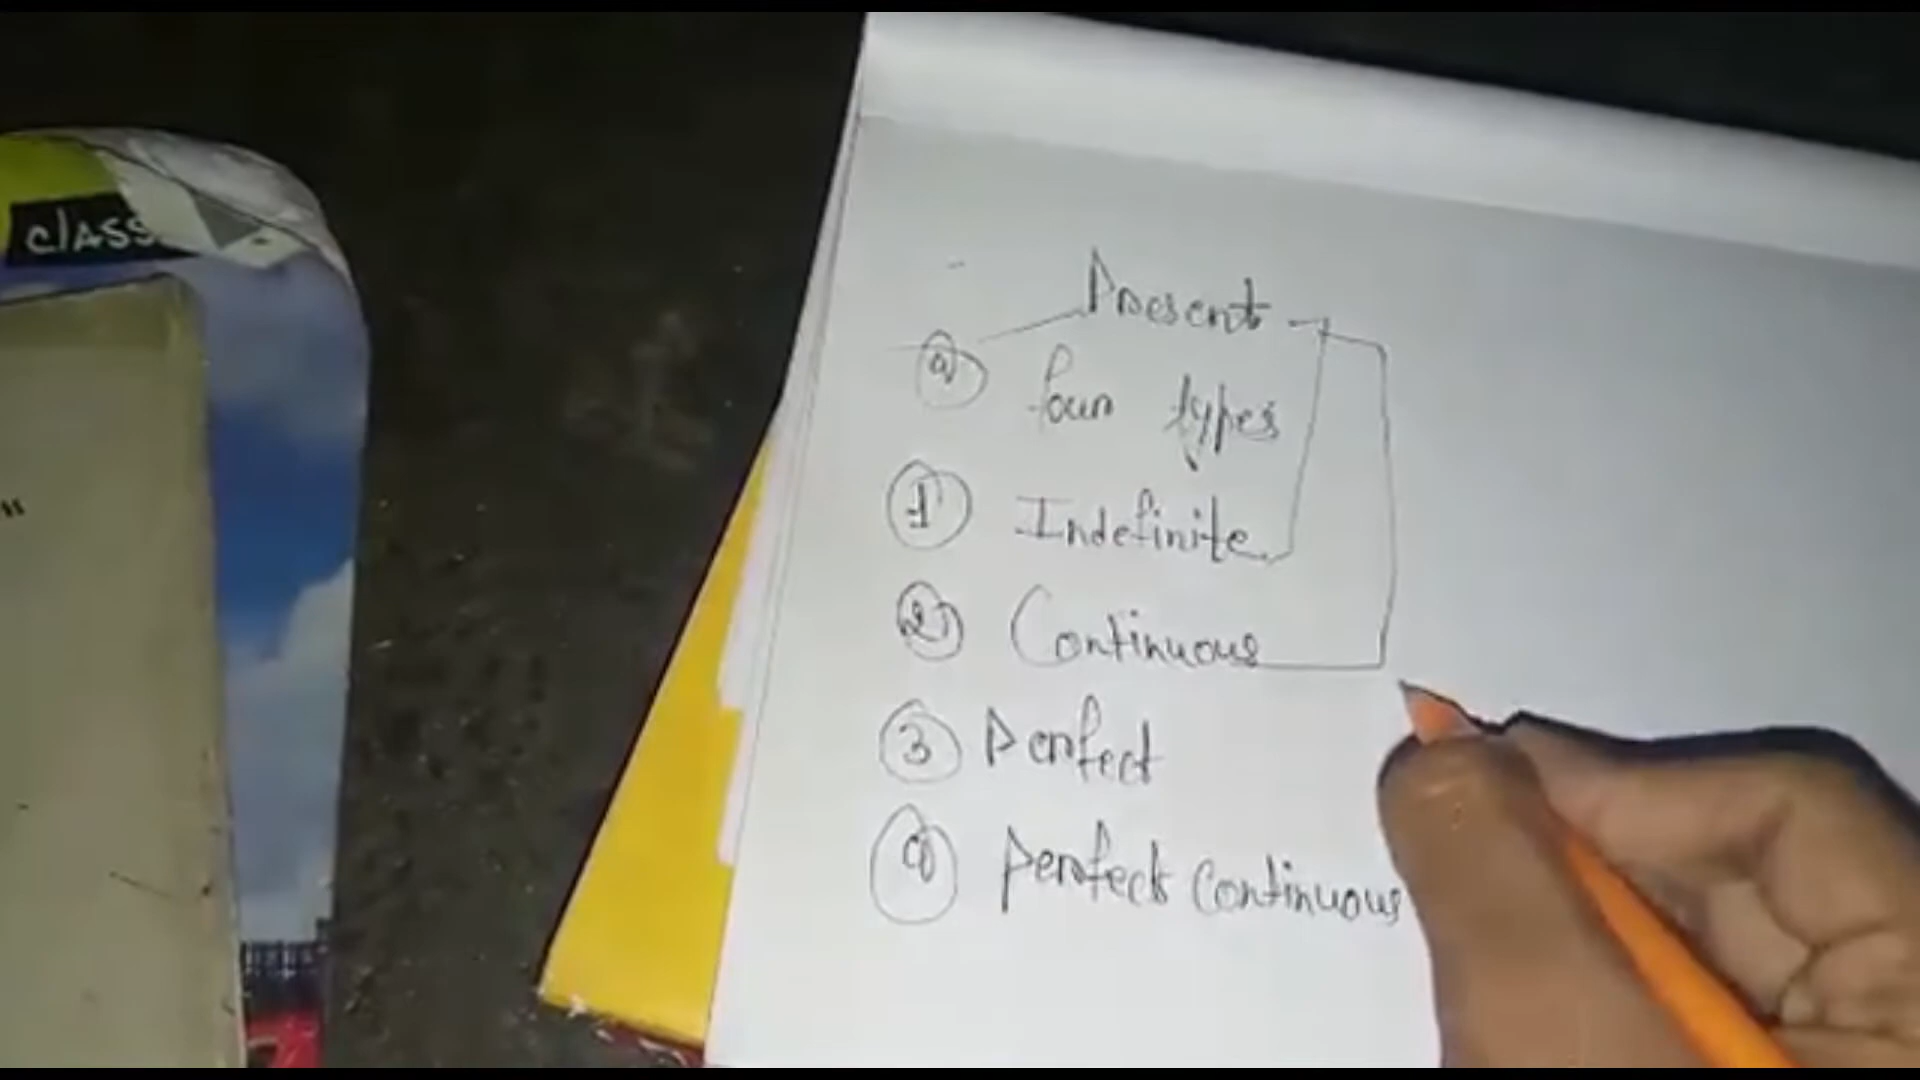 class
Present
a) four types
1 Indefinite
2) Continuous
3 Perfect
4) Perfect Continuous